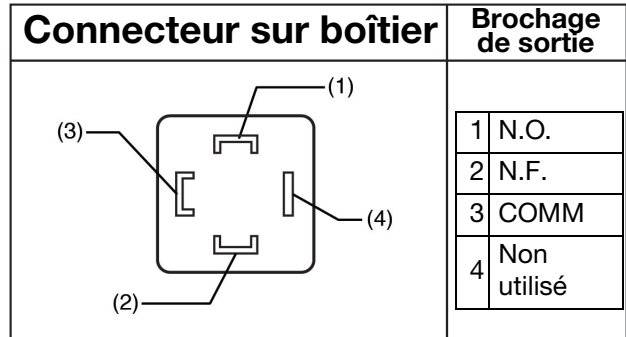 Connecteur sur boîtier
Brochage
de sortie
(1)
(3)
(4)
(2)
1 N.O.
2 N.F.
3 COMM
4 Non
utilisé